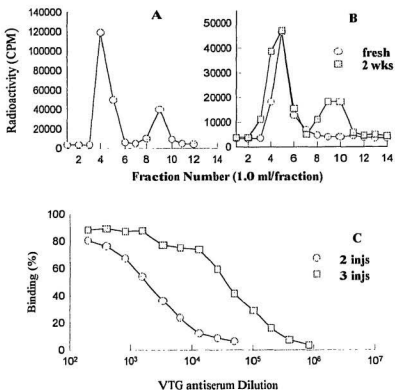 A
B
140000
120000
100000
80000
60000
40000
20000
0
Radioactivity (CPM)
2 4 6 8 10 12 14
50000
40000
30000
20000
10000
0
fresh
2 wks
0 2 4 6 8 10 12 14
Fraction Number (1.0 ml/fraction)
C
100
80
60
40
20
0
Binding (%)
2 injs
3 injs
10² 10³ 10⁴ 10⁵ 10⁶ 10⁷
VTG antiserum Dilution